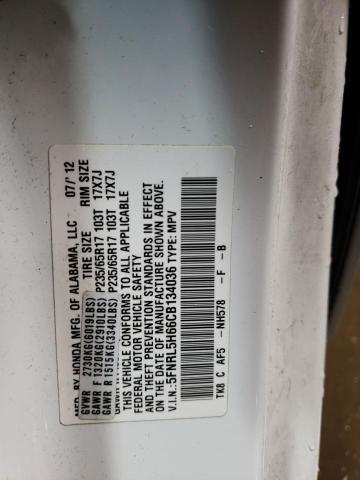 MFD. BY HONDA MFG. OF ALABAMA, LLC 07/'12
GVWR 2730KG(6019LBS) TIRE SIZE RIM SIZE
GAWR F 1320KG(2910LBS) P235/65R17 103T 17X7J
GAWR R 1515KG(3340LBS) P235/65R17 103T 17X7J
THIS VEHICLE CONFORMS TO ALL APPLICABLE
FEDERAL MOTOR VEHICLE SAFETY
AND THEFT PREVENTION STANDARDS IN EFFECT
ON THE DATE OF MANUFACTURE SHOWN ABOVE.
V.I.N.:5FNRL5H666CB134036 TYPE: MPV
TK8 C AF5 -NH578 - F - B